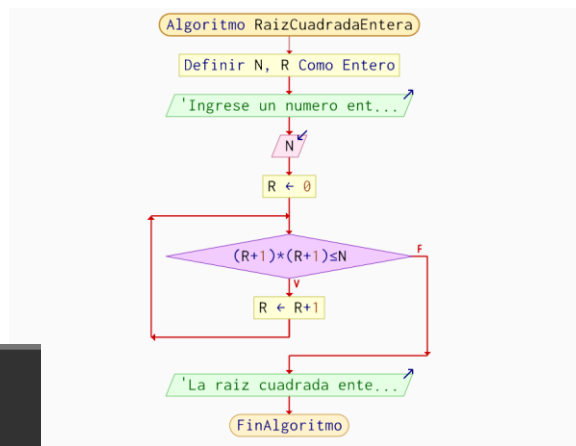 Algoritmo RaizCuadradaEntera
Definir N, R Como Entero
'Ingrese un numero ent...
N
R ← 0
(R+1)*(R+1)≤N
F
V
R ← R+1
'La raiz cuadrada ente...
FinAlgoritmo